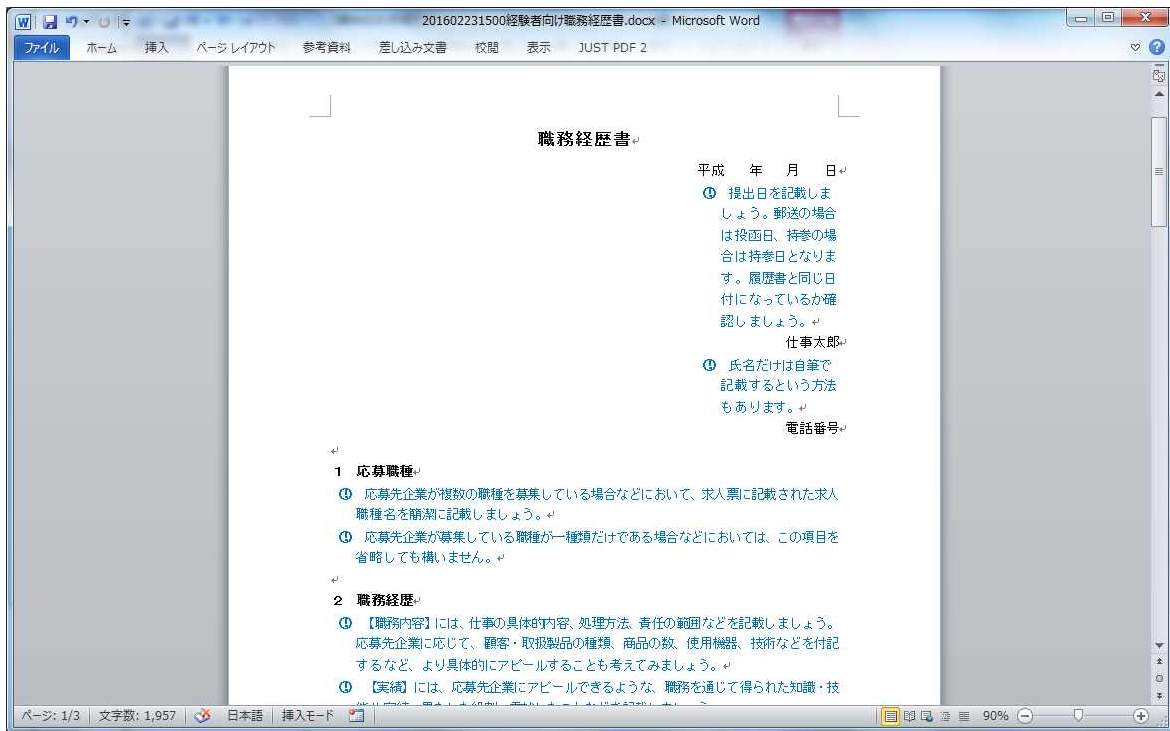 201602231500経験者向け職務経歴書.docx - Microsoft Word
ファイル ホーム 挿入 ページ レイアウト 参考資料 差し込み文書 校閲 表示 JUST PDF 2
職務経歴書
平成 年 月 日
提出日を記載しま
しょう。郵送の場合
は投函日、持参の場
合は持参日となりま
す。履歴書と同じ日
付になっているか確
認しましょう。
仕事太郎
氏名だけは自筆で
記載するという方法
もあります。
電話番号
1 応募職種
応募先企業が複数の職種を募集している場合などにおいて、求人票に記載された求人
職種名を簡潔に記載しましょう。
応募先企業が募集している職種が一種類だけである場合などにおいては、この項目を
省略しても構いません。
2 職務経歴
【職務内容】には、仕事の具体的内容、処理方法、責任の範囲などを記載しましょう。
応募先企業に応じて、顧客・取扱製品の種類、商品の数、使用機器、技術などを付記
するなど、より具体的にアピールすることも考えてみましょう。
【実績】には、応募先企業にアピールできるような、職務を通じて得られた知識・技
ページ: 1/3 文字数: 1,957 日本語 挿入モード 90%